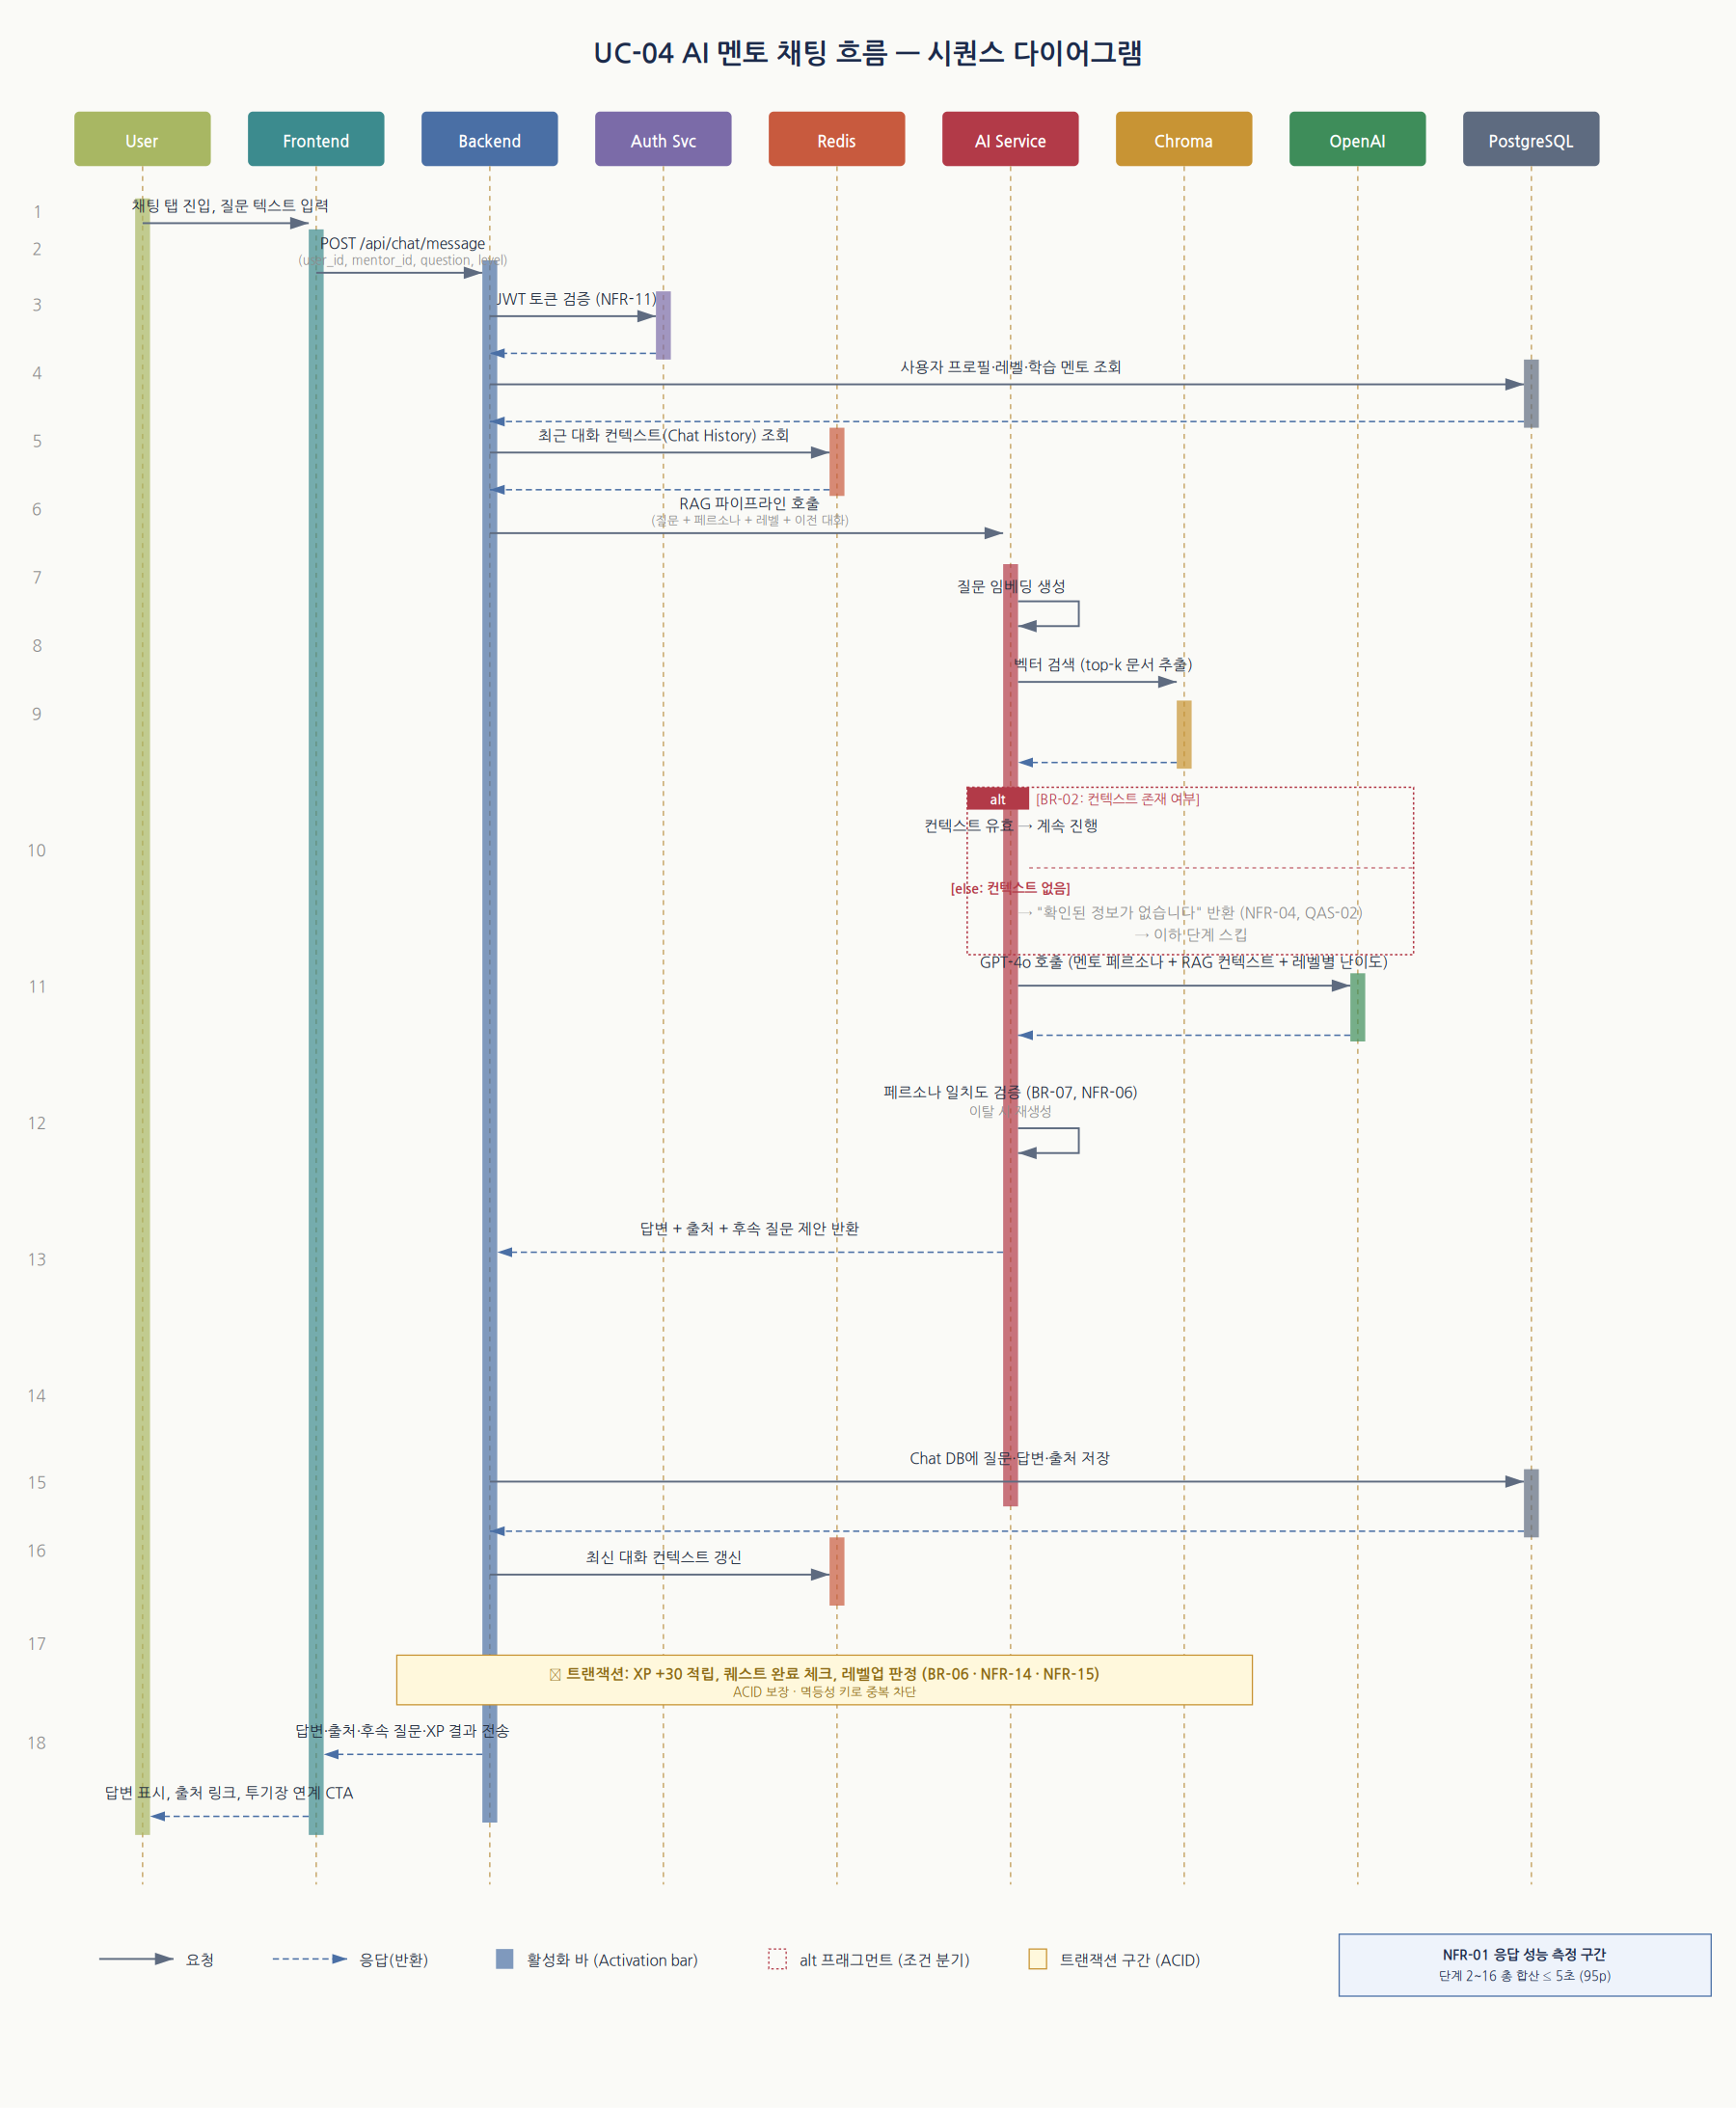 UC-04 AI 멘토 채팅 흐름 — 시퀀스 다이어그램
User
Frontend
Backend
Auth Svc
Redis
AI Service
Chroma
OpenAI
PostgreSQL
1
채팅 탭 진입, 질문 텍스트 입력
2
POST /api/chat/message
(user_id, mentor_id, question, level)
3
JWT 토큰 검증 (NFR-11)
4
사용자 프로필·레벨·학습 멘토 조회
5
최근 대화 컨텍스트(Chat History) 조회
6
RAG 파이프라인 호출
(질문 + 페르소나 + 레벨 + 이전 대화)
7
질문 임베딩 생성
8
벡터 검색 (top-k 문서 추출)
9
alt
[BR-02: 컨텍스트 존재 여부]
컨텍스트 유효 → 계속 진행
10
[else: 컨텍스트 없음]
→ "확인된 정보가 없습니다" 반환 (NFR-04, QAS-02)
→ 이하 단계 스킵
GPT-4o 호출 (멘토 페르소나 + RAG 컨텍스트 + 레벨별 난이도)
11
페르소나 일치도 검증 (BR-07, NFR-06)
이탈 시 재생성
12
답변 + 출처 + 후속 질문 제안 반환
13
14
Chat DB에 질문·답변·출처 저장
15
16
최신 대화 컨텍스트 갱신
17
트랜잭션: XP +30 적립, 퀘스트 완료 체크, 레벨업 판정 (BR-06 · NFR-14 · NFR-15)
ACID 보장 · 멱등성 키로 중복 차단
답변·출처·후속 질문·XP 결과 전송
18
답변 표시, 출처 링크, 투기장 연계 CTA
요청
응답(반환)
활성화 바 (Activation bar)
alt 프래그먼트 (조건 분기)
트랜잭션 구간 (ACID)
NFR-01 응답 성능 측정 구간
단계 2~16 총 합산 ≤ 5초 (95p)